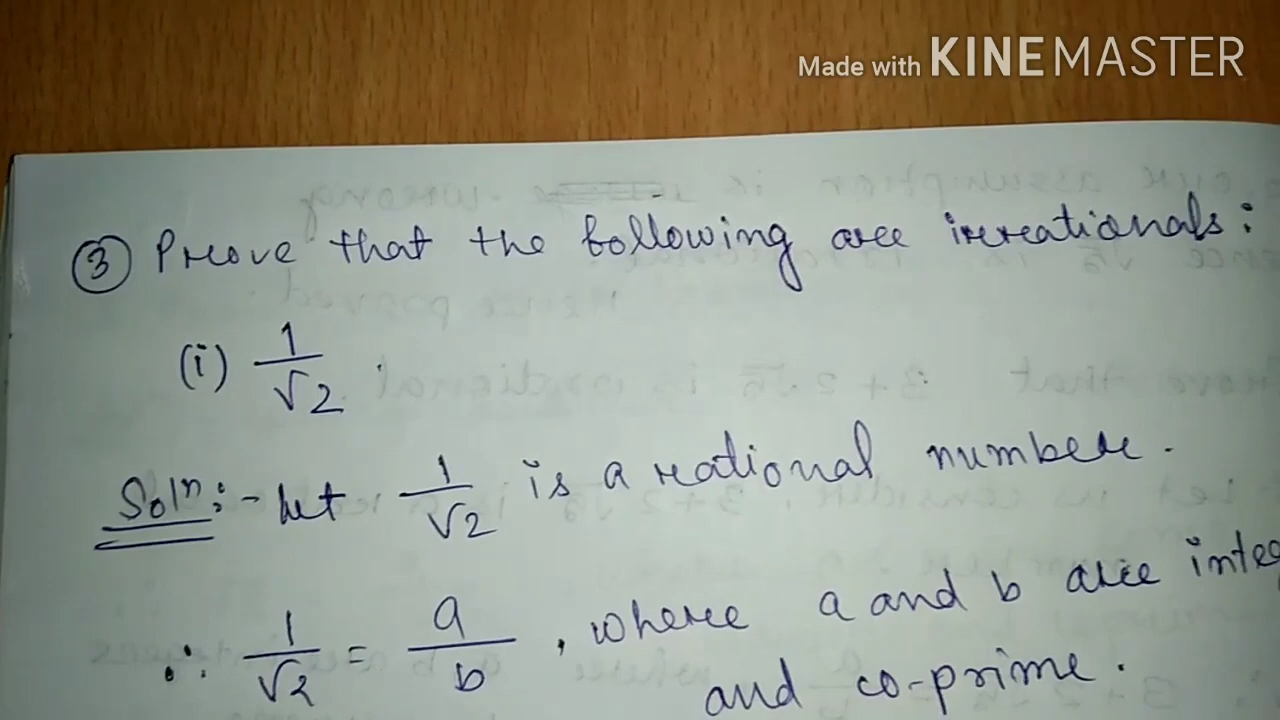 Made with KINEMASTER
③ Prove that the following are irrationals:
(i) 1/√2
Solⁿ:- Let 1/√2 is a rational number.
∴ 1/√2 = a/b, where a and b are integ
and co-prime.